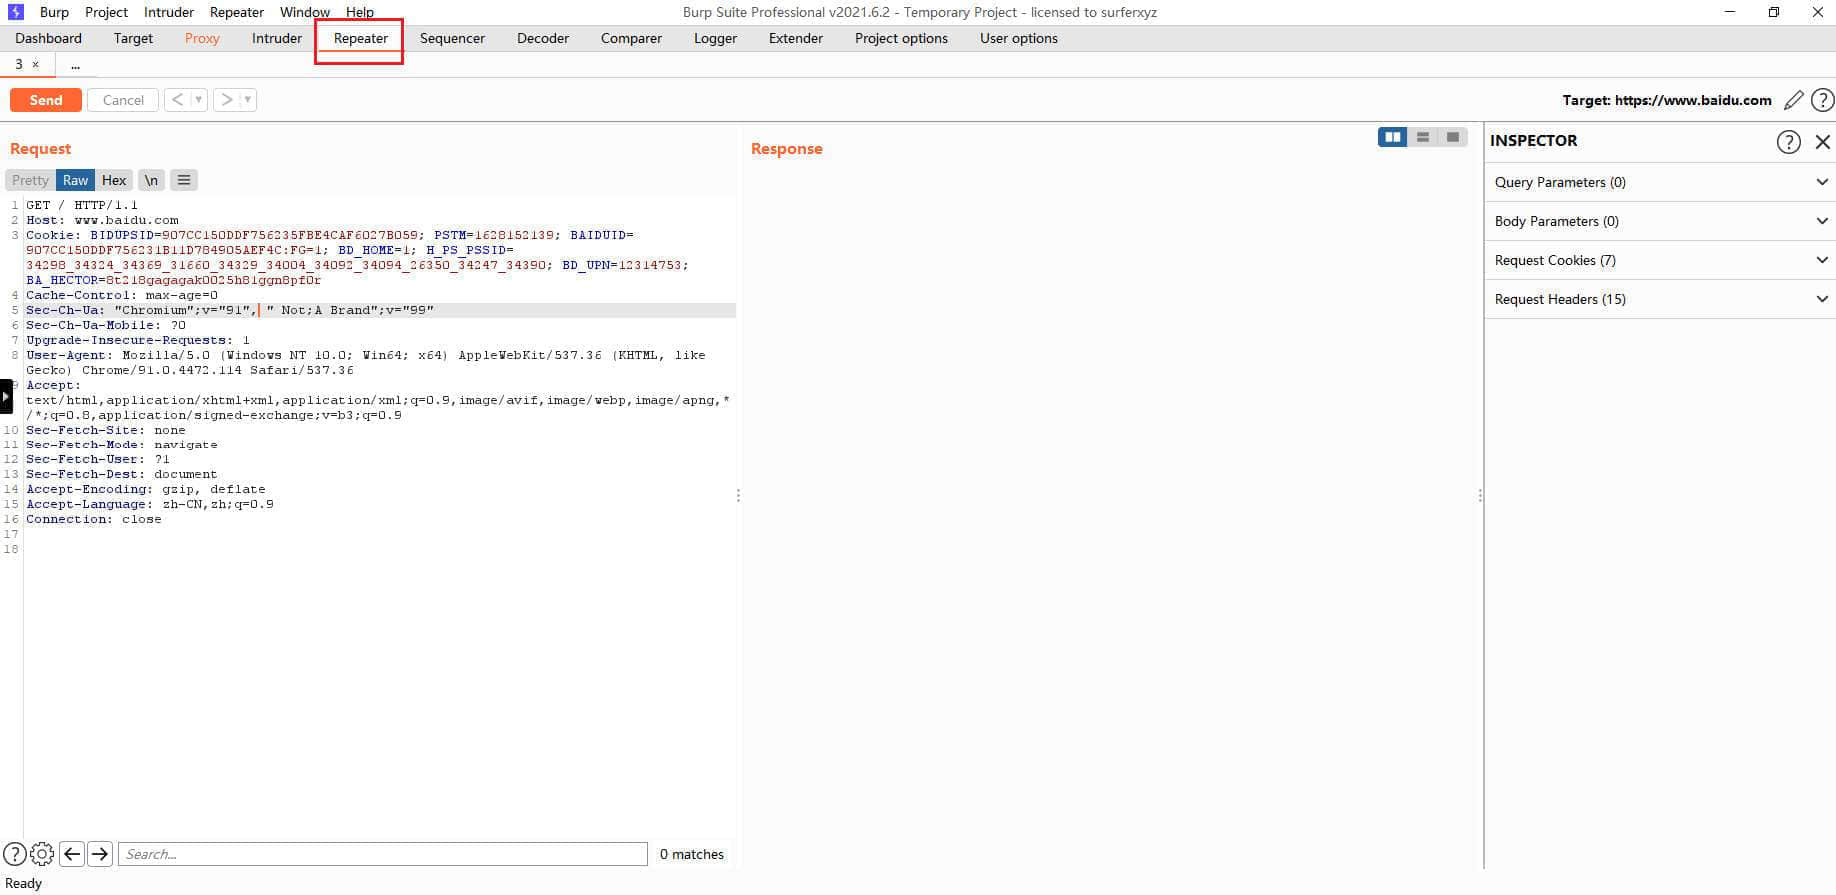 Burp Project Intruder Repeater Window Help Burp Suite Professional v2021.6.2 - Temporary Project - licensed to surferxyz
Dashboard Target Proxy Intruder Repeater Sequencer Decoder Comparer Logger Extender Project options User options
3 × ...
Send Cancel < > Target: https://www.baidu.com ?
Request
Pretty Raw Hex \n
1 GET / HTTP/1.1
2 Host: www.baidu.com
3 Cookie: BIDUPSID=907CC150DDF756235FBE4CAF6027B059; PSTM=1628152139; BAIDUID=
907CC150DDF756231B11D784905AEF4C:FG=1; BD_HOME=1; H_PS_PSSID=
34298_34324_34369_31660_34329_34004_34092_34094_26350_34247_34390; BD_UPN=12314753;
BA_HECTOR=8t218gagagak0025h81ggn8pf0r
4 Cache-Control: max-age=0
5 Sec-Ch-Ua: "Chromium";v="91", " Not;A Brand";v="99"
6 Sec-Ch-Ua-Mobile: ?0
7 Upgrade-Insecure-Requests: 1
8 User-Agent: Mozilla/5.0 (Windows NT 10.0; Win64; x64) AppleWebKit/537.36 (KHTML, like
Gecko) Chrome/91.0.4472.114 Safari/537.36
9 Accept:
text/html,application/xhtml+xml,application/xml;q=0.9,image/avif,image/webp,image/apng,*
/*;q=0.8,application/signed-exchange;v=b3;q=0.9
10 Sec-Fetch-Site: none
11 Sec-Fetch-Mode: navigate
12 Sec-Fetch-User: ?1
13 Sec-Fetch-Dest: document
14 Accept-Encoding: gzip, deflate
15 Accept-Language: zh-CN,zh;q=0.9
16 Connection: close
17
18
? Search... 0 matches
Ready
Response
INSPECTOR ?
Query Parameters (0)
Body Parameters (0)
Request Cookies (7)
Request Headers (15)